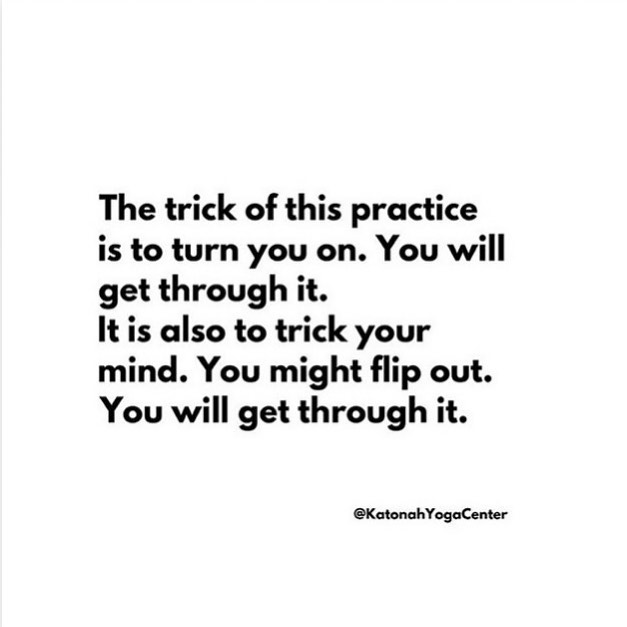 The trick of this practice
is to turn you on. You will
get through it.
It is also to trick your
mind. You might flip out.
You will get through it.
@KatonahYogaCenter